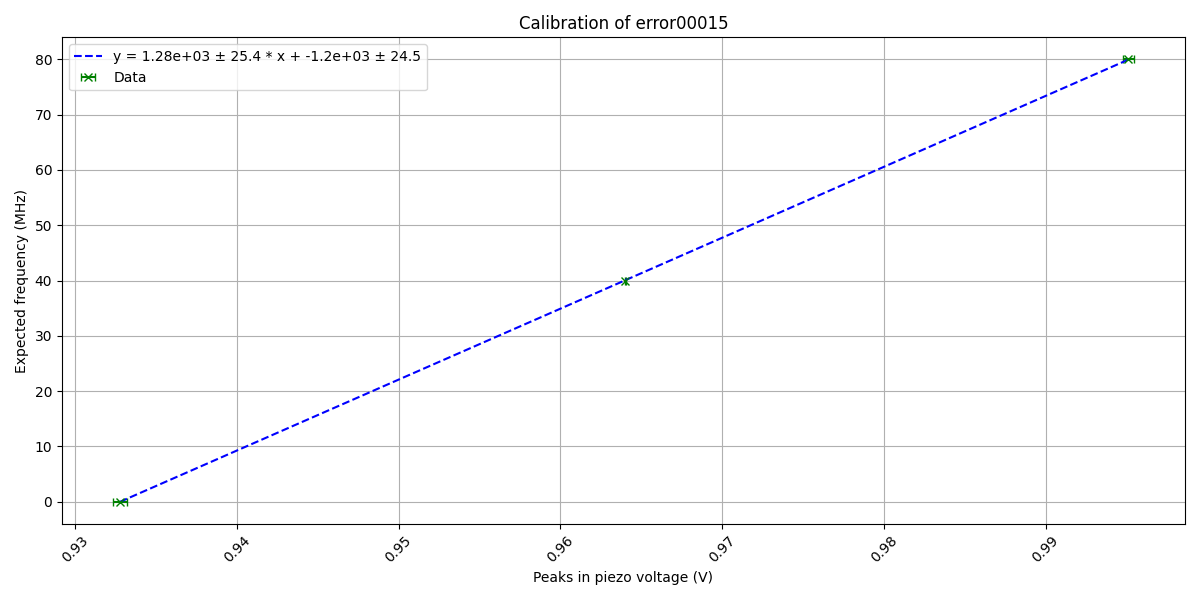 Calibration of error00015
y = 1.28e+03 ± 25.4 * x + -1.2e+03 ± 24.5
Data
80
70
60
50
40
30
20
10
0
Expected frequency (MHz)
0.93 0.94 0.95 0.96 0.97 0.98 0.99
Peaks in piezo voltage (V)